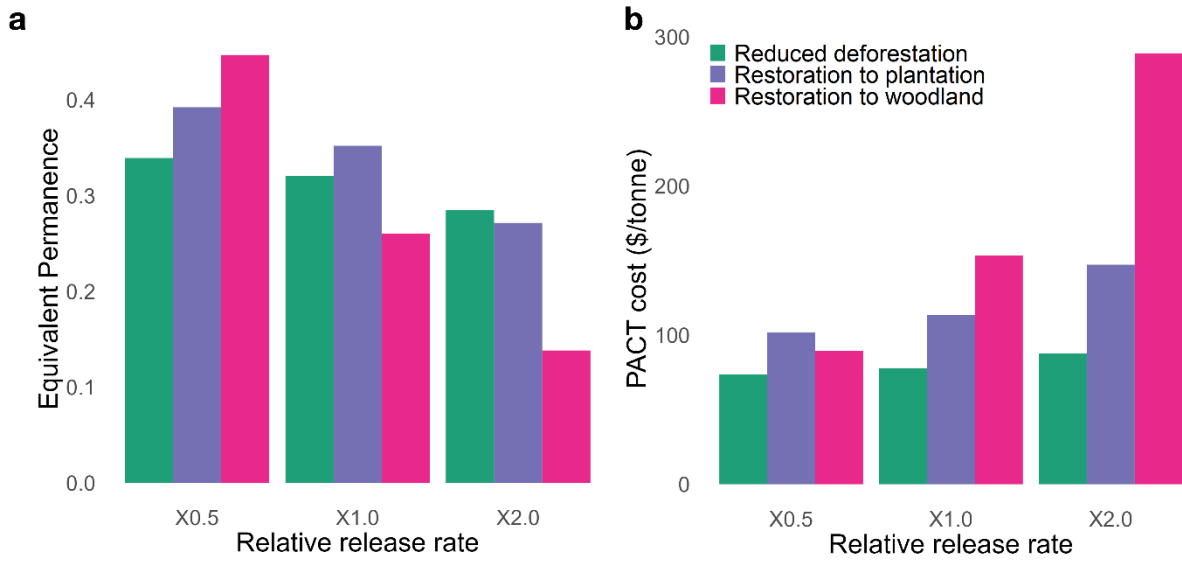 a
Equivalent Permanence
0.4
0.3
0.2
0.1
0.0
X0.5
X1.0
X2.0
Relative release rate
b
PACT cost ($/tonne)
300
200
100
0
Reduced deforestation
Restoration to plantation
Restoration to woodland
X0.5
X1.0
X2.0
Relative release rate